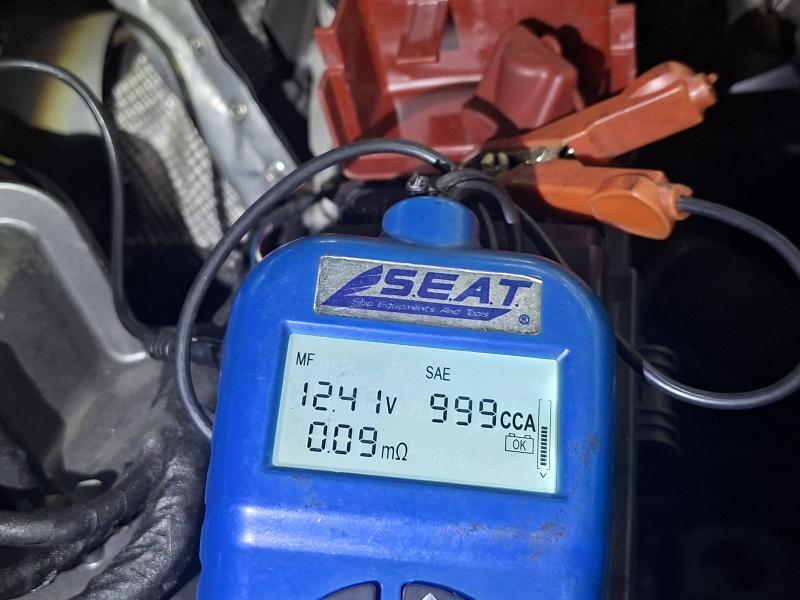 S.E.A.T.
Ship Equipments And Tools
®
MF
SAE
12.41V 999CCA
0.09mΩ
OK